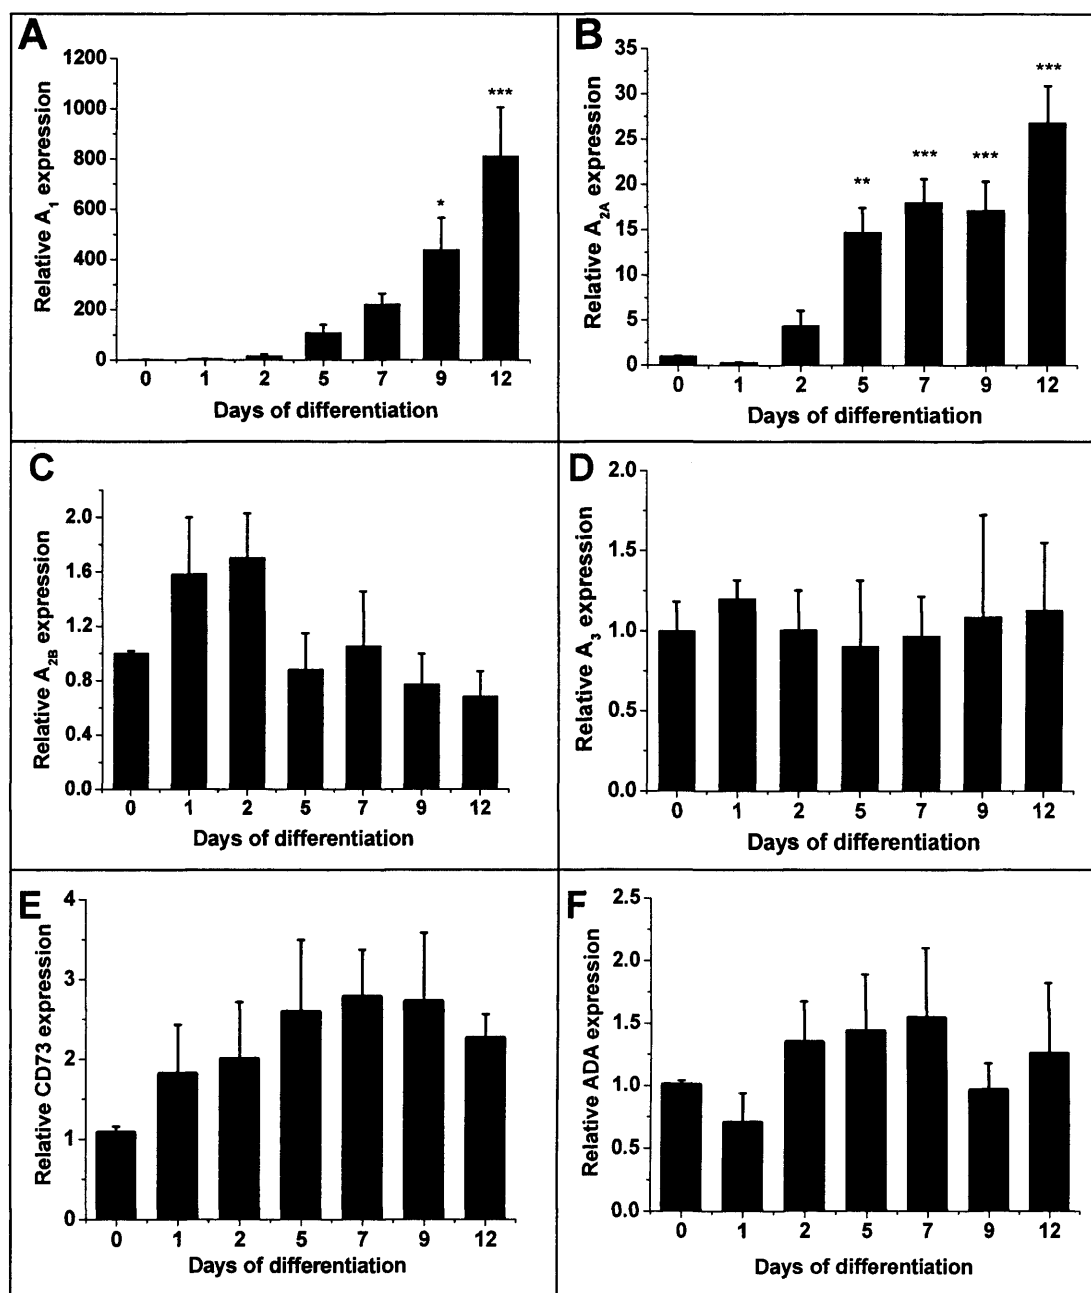 A
Relative A1 expression
1200
1000
800
600
400
200
0
*
***
0 1 2 5 7 9 12
Days of differentiation
B
Relative A2A expression
35
30
25
20
15
10
5
0
**
***
***
***
0 1 2 5 7 9 12
Days of differentiation
C
Relative A2B expression
2.0
1.6
1.2
0.8
0.4
0.0
0 1 2 5 7 9 12
Days of differentiation
D
Relative A3 expression
2.0
1.5
1.0
0.5
0.0
0 1 2 5 7 9 12
Days of differentiation
E
Relative CD73 expression
4
3
2
1
0
0 1 2 5 7 9 12
Days of differentiation
F
Relative ADA expression
2.5
2.0
1.5
1.0
0.5
0.0
0 1 2 5 7 9 12
Days of differentiation